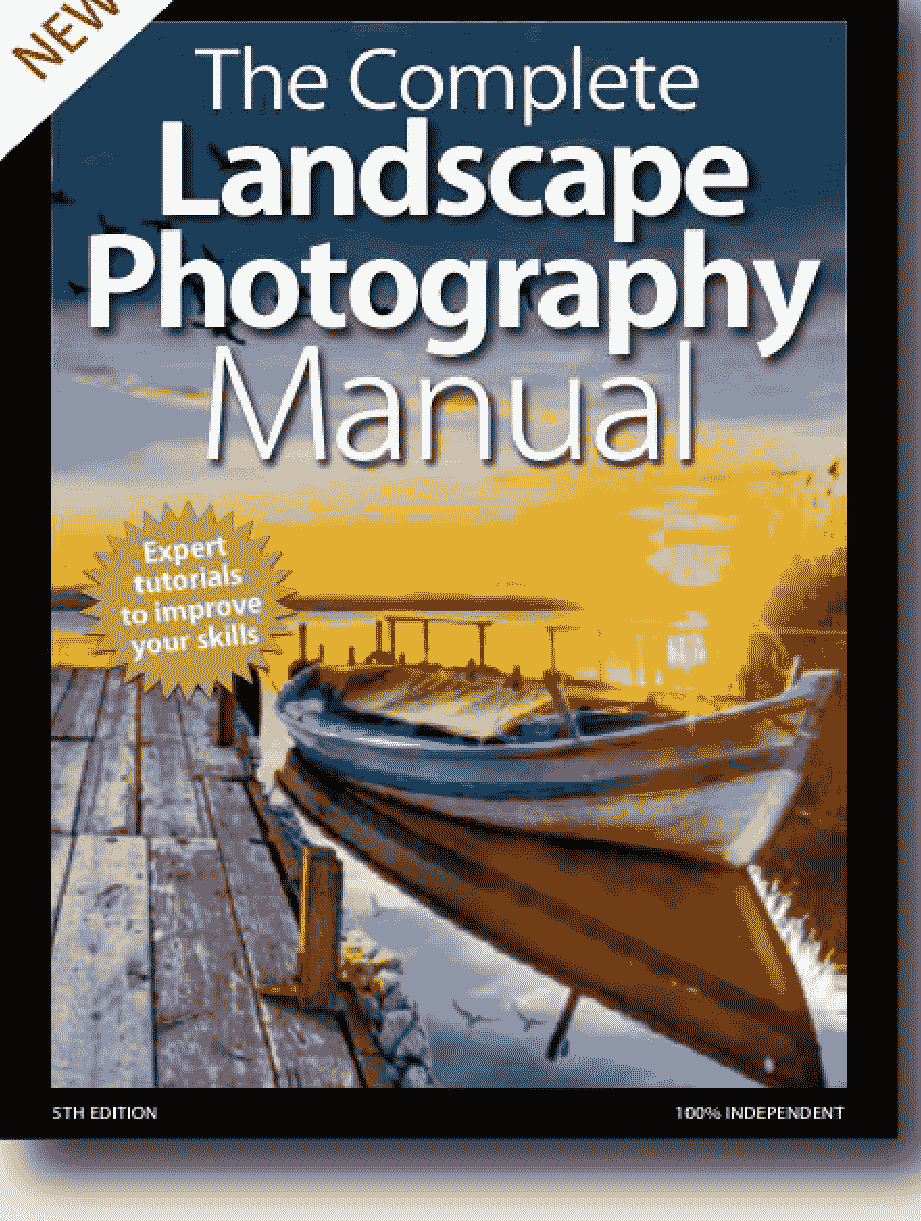 NEW
The Complete
Landscape
Photography
Manual
Expert
tutorials
to improve
your skills
5TH EDITION
100% INDEPENDENT